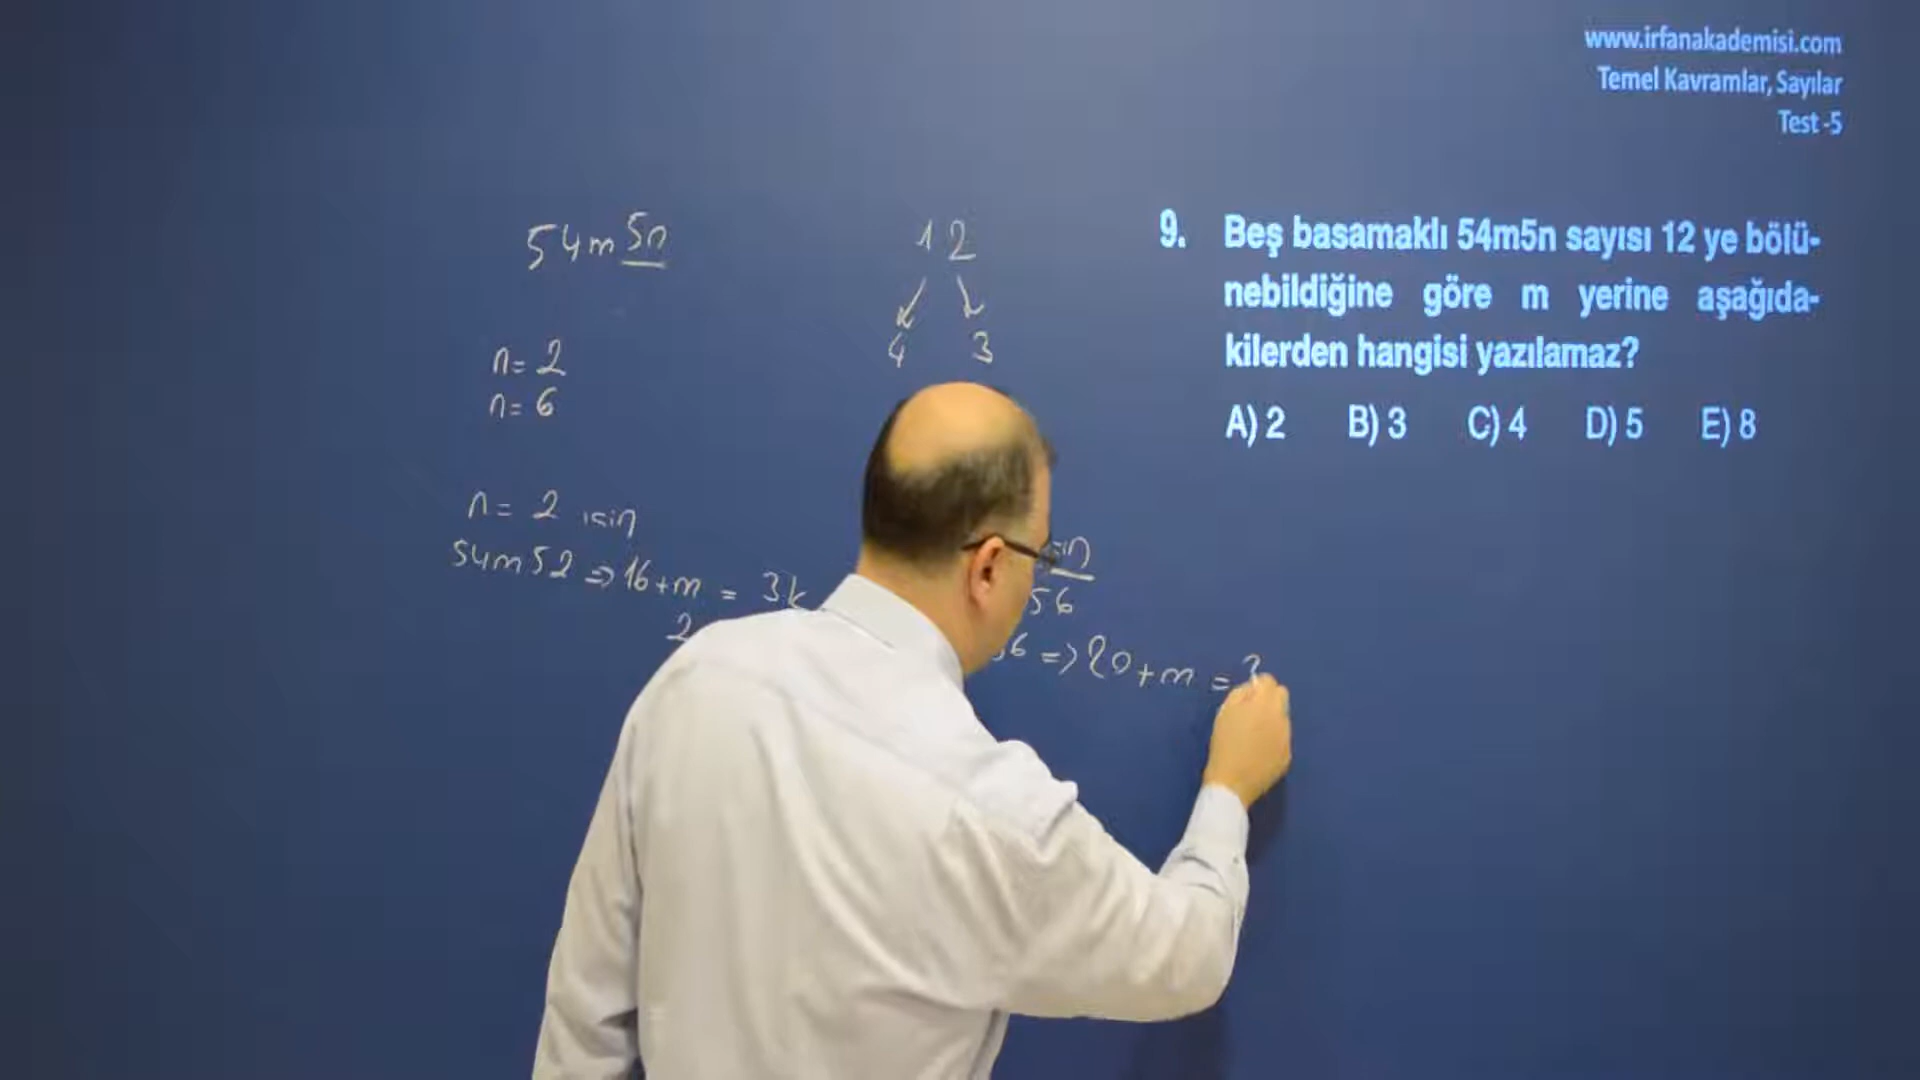 www.irfanakademisi.com
Temel Kavramlar, Sayılar
Test -5
9. Beş basamaklı 54m5n sayısı 12 ye bölü-
nebildiğine göre m yerine aşağıda-
kilerden hangisi yazılamaz?
A) 2 B) 3 C) 4 D) 5 E) 8
54m5n
12
4 3
n=2
n=6
n=2 için
54m52 ⇒ 16+m = 3k
2
56
⇒ 20+m =